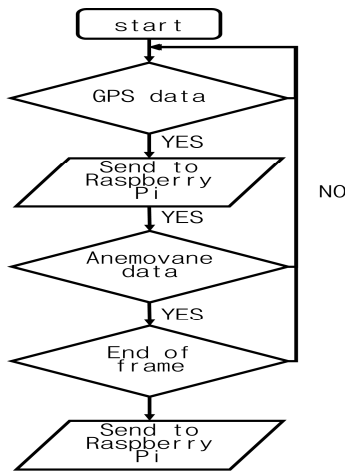 start
GPS data
YES
Send to
Raspberry
Pi
NO
YES
Anemovane
data
YES
End of
frame
Send to
Raspberry
Pi